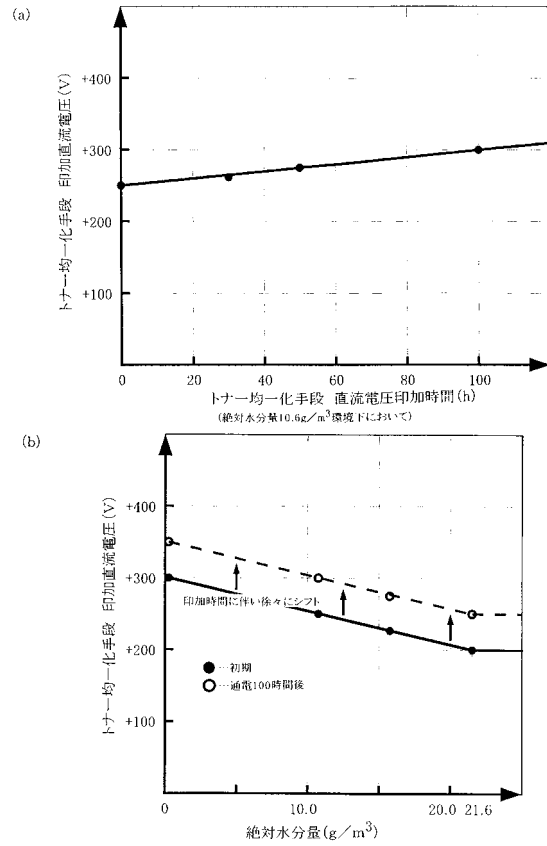 (a)
トナー均一化手段 印加直流電圧(V)
+400
+300
+200
+100
0 20 40 60 80 100
トナー均一化手段 直流電圧印加時間(h)
(絶対水分量10.6g/m³環境下において)
(b)
トナー均一化手段 印加直流電圧(V)
+400
+300
+200
+100
印加時間に伴い徐々にシフト
初期
通電100時間後
0 10.0 20.0 21.6
絶対水分量(g/m³)